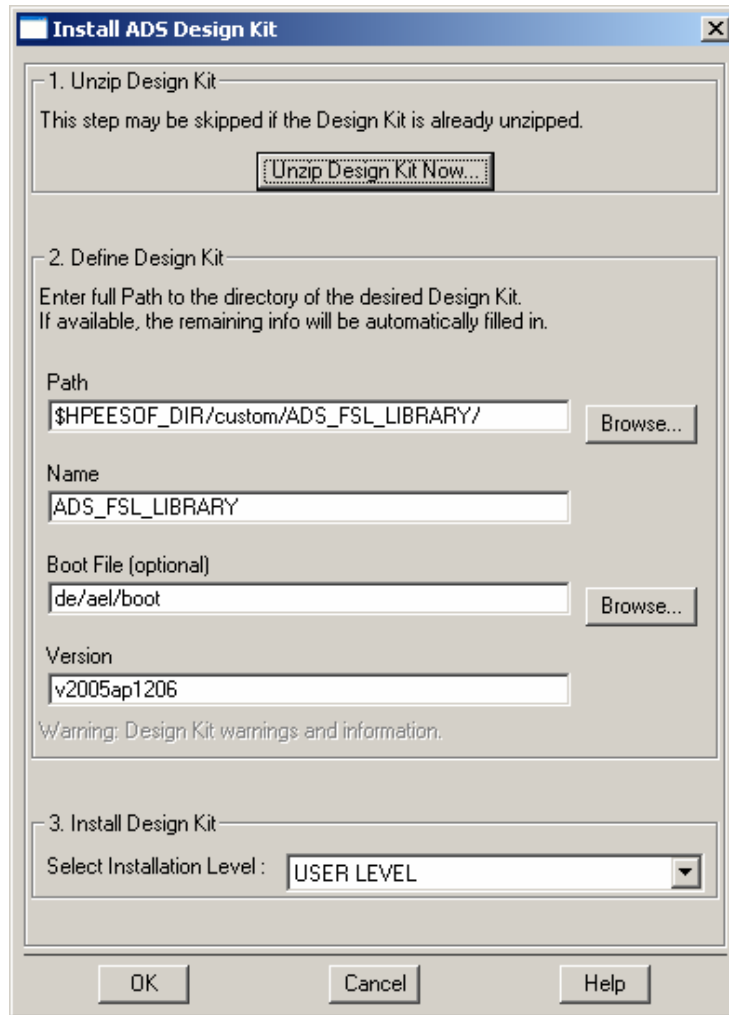 Install ADS Design Kit
1. Unzip Design Kit
This step may be skipped if the Design Kit is already unzipped.
Unzip Design Kit Now...
2. Define Design Kit
Enter full Path to the directory of the desired Design Kit.
If available, the remaining info will be automatically filled in.
Path
$HPEESOF_DIR/custom/ADS_FSL_LIBRARY/
Browse...
Name
ADS_FSL_LIBRARY
Boot File (optional)
de/ael/boot
Browse...
Version
v2005ap1206
Warning: Design Kit warnings and information.
3. Install Design Kit
Select Installation Level :
USER LEVEL
OK
Cancel
Help